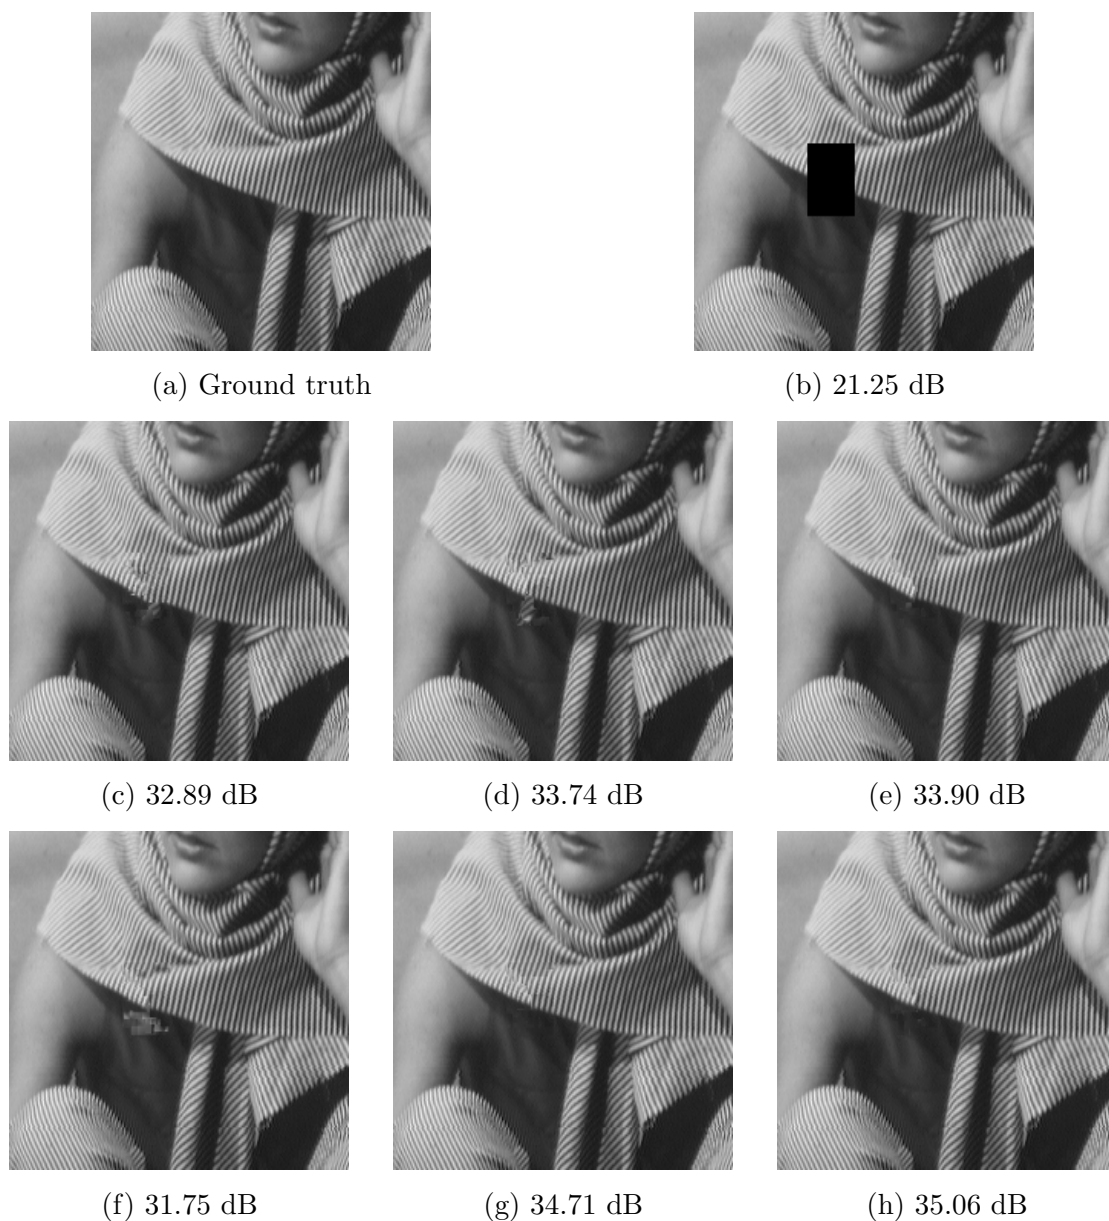 (a) Ground truth
(b) 21.25 dB
(c) 32.89 dB
(d) 33.74 dB
(e) 33.90 dB
(f) 31.75 dB
(g) 34.71 dB
(h) 35.06 dB